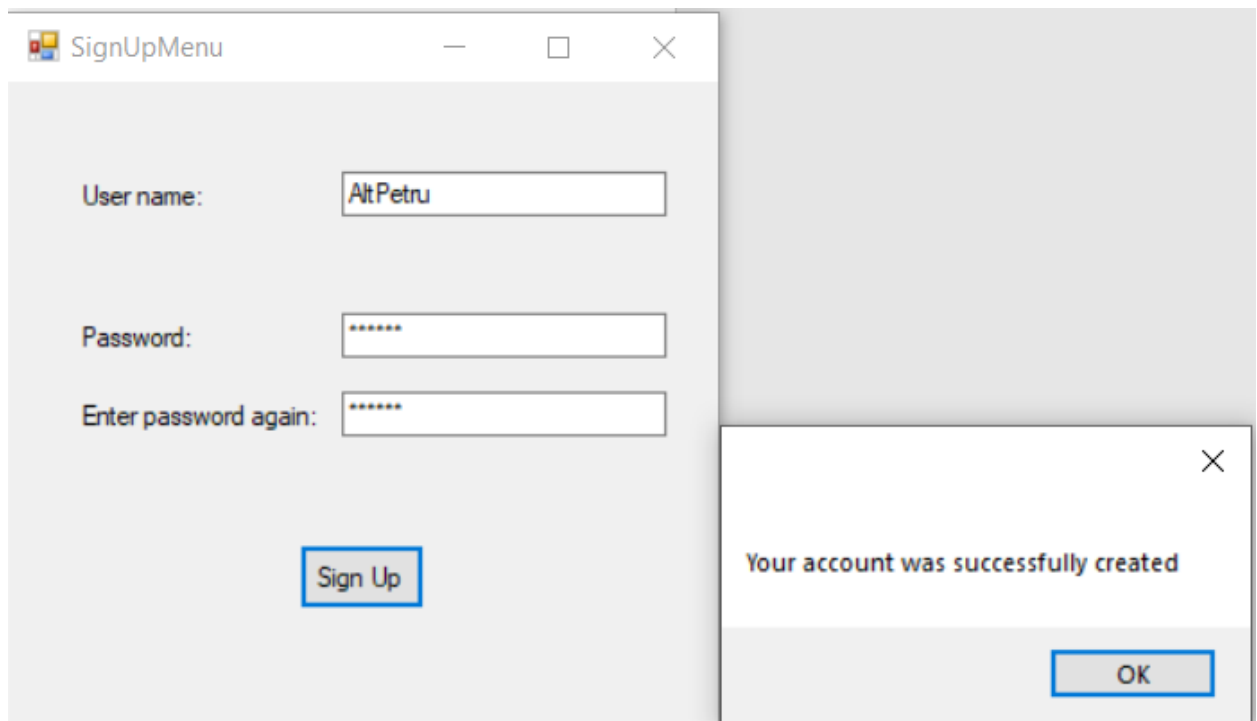 SignUpMenu
User name: AltPetru
Password: ******
Enter password again: ******
Sign Up
Your account was successfully created
OK